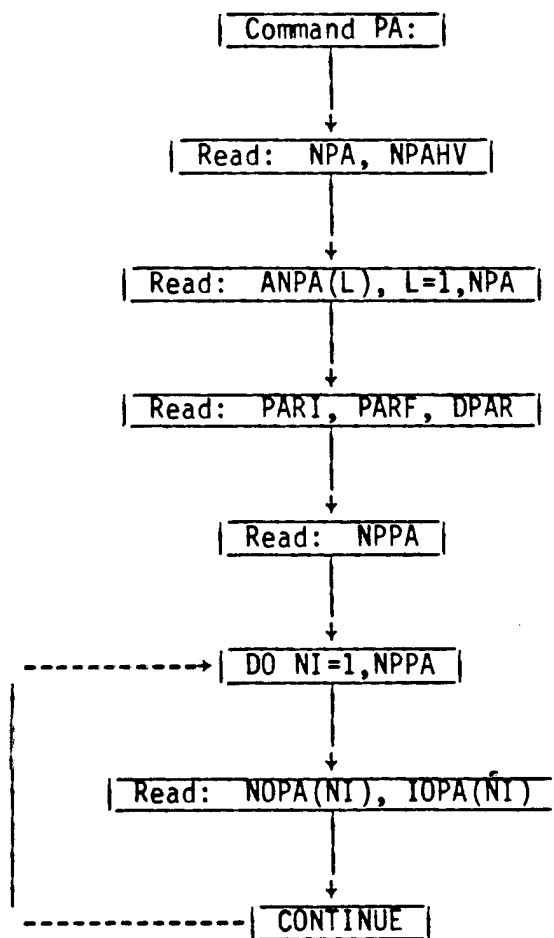 Command PA:
Read: NPA, NPAHV
Read: ANPA(L), L=1,NPA
Read: PARI, PARF, DPAR
Read: NPPA
DO NI=1,NPPA
Read: NOPA(NI), IOPA(NI)
CONTINUE